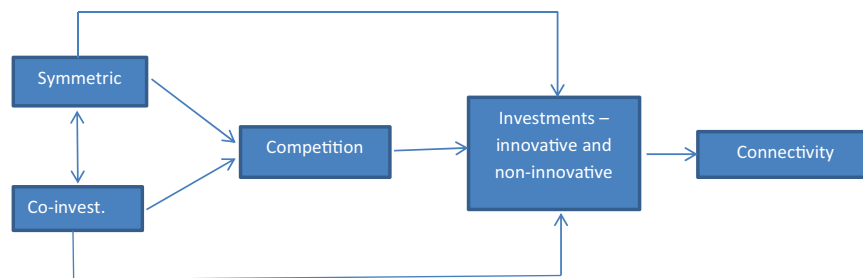 Symmetric
Co-invest.
Competition
Investments –
innovative and
non-innovative
Connectivity